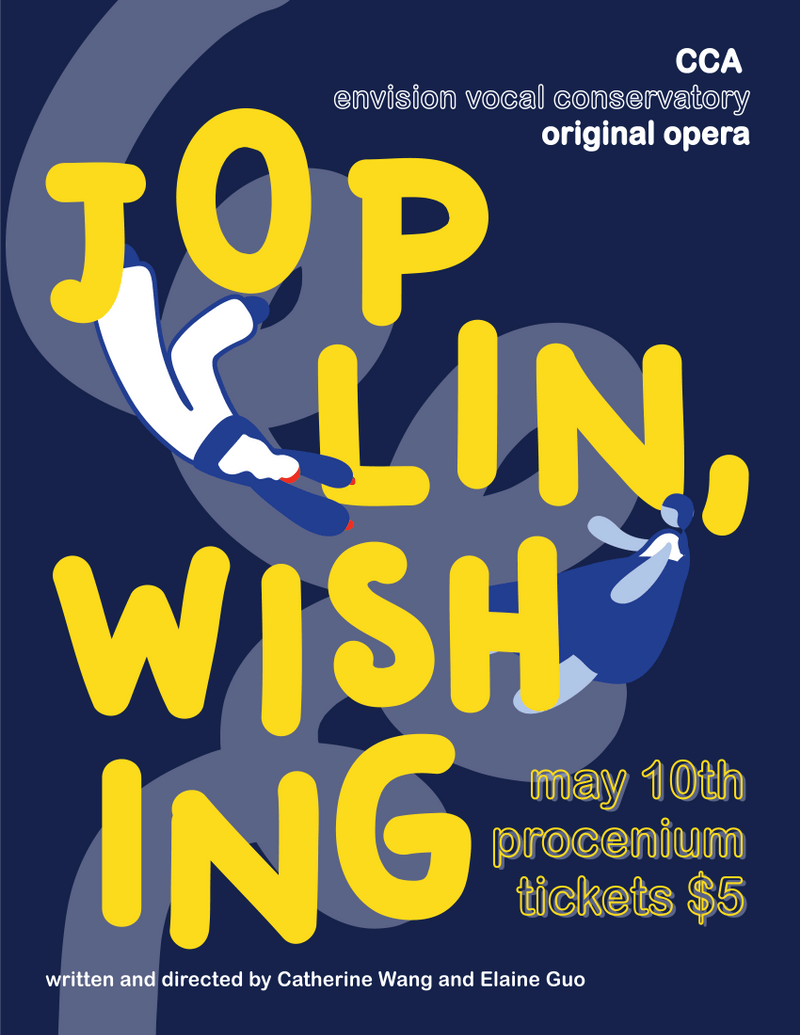 CCA
envision vocal conservatory
original opera
JOP
LIN,
WISH
ING
may 10th
procenium
tickets $5
written and directed by Catherine Wang and Elaine Guo